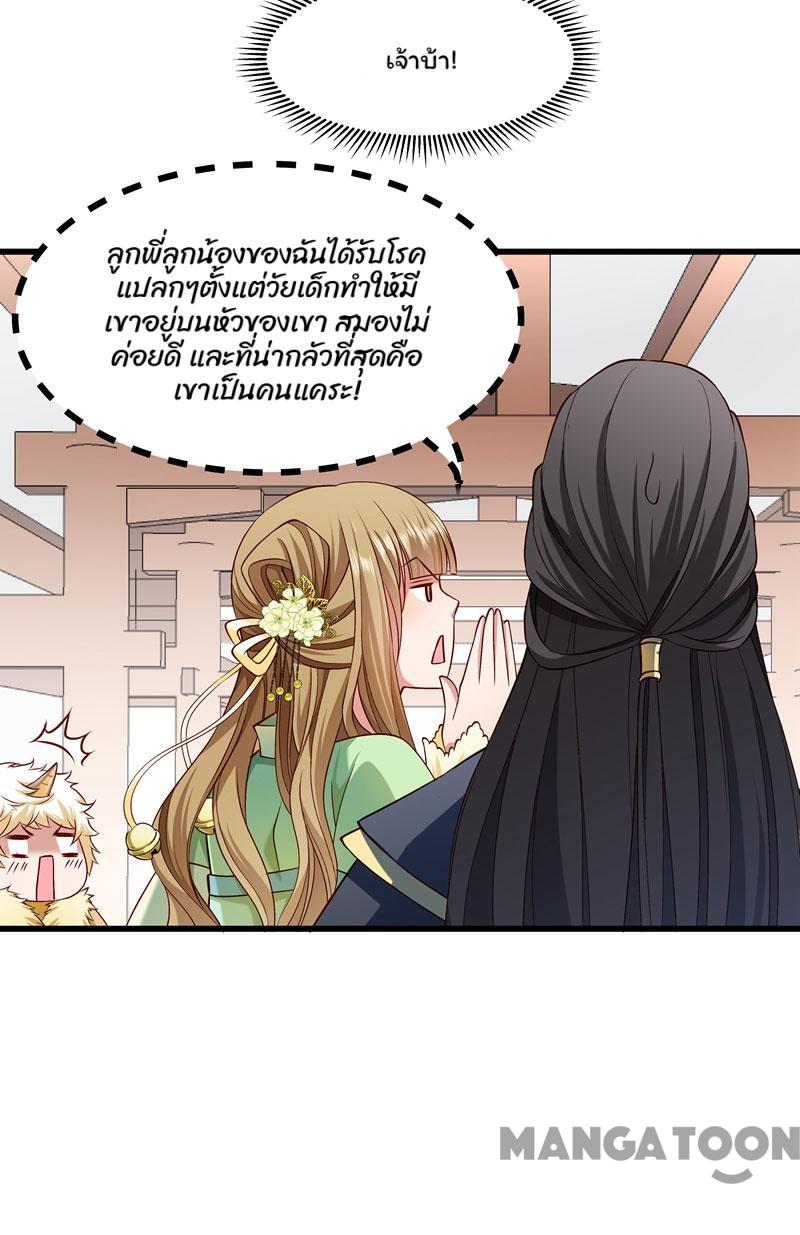 เจ้าบ้า!
ลูกพี่ลูกน้องของฉันได้รับโรค
แปลกๆตั้งแต่วัยเด็กทำให้มี
เขาอยู่บนหัวของเขา สมองไม่
ค่อยดี และที่น่ากลัวที่สุดคือ
เขาเป็นคนแคระ!
MANGATOON